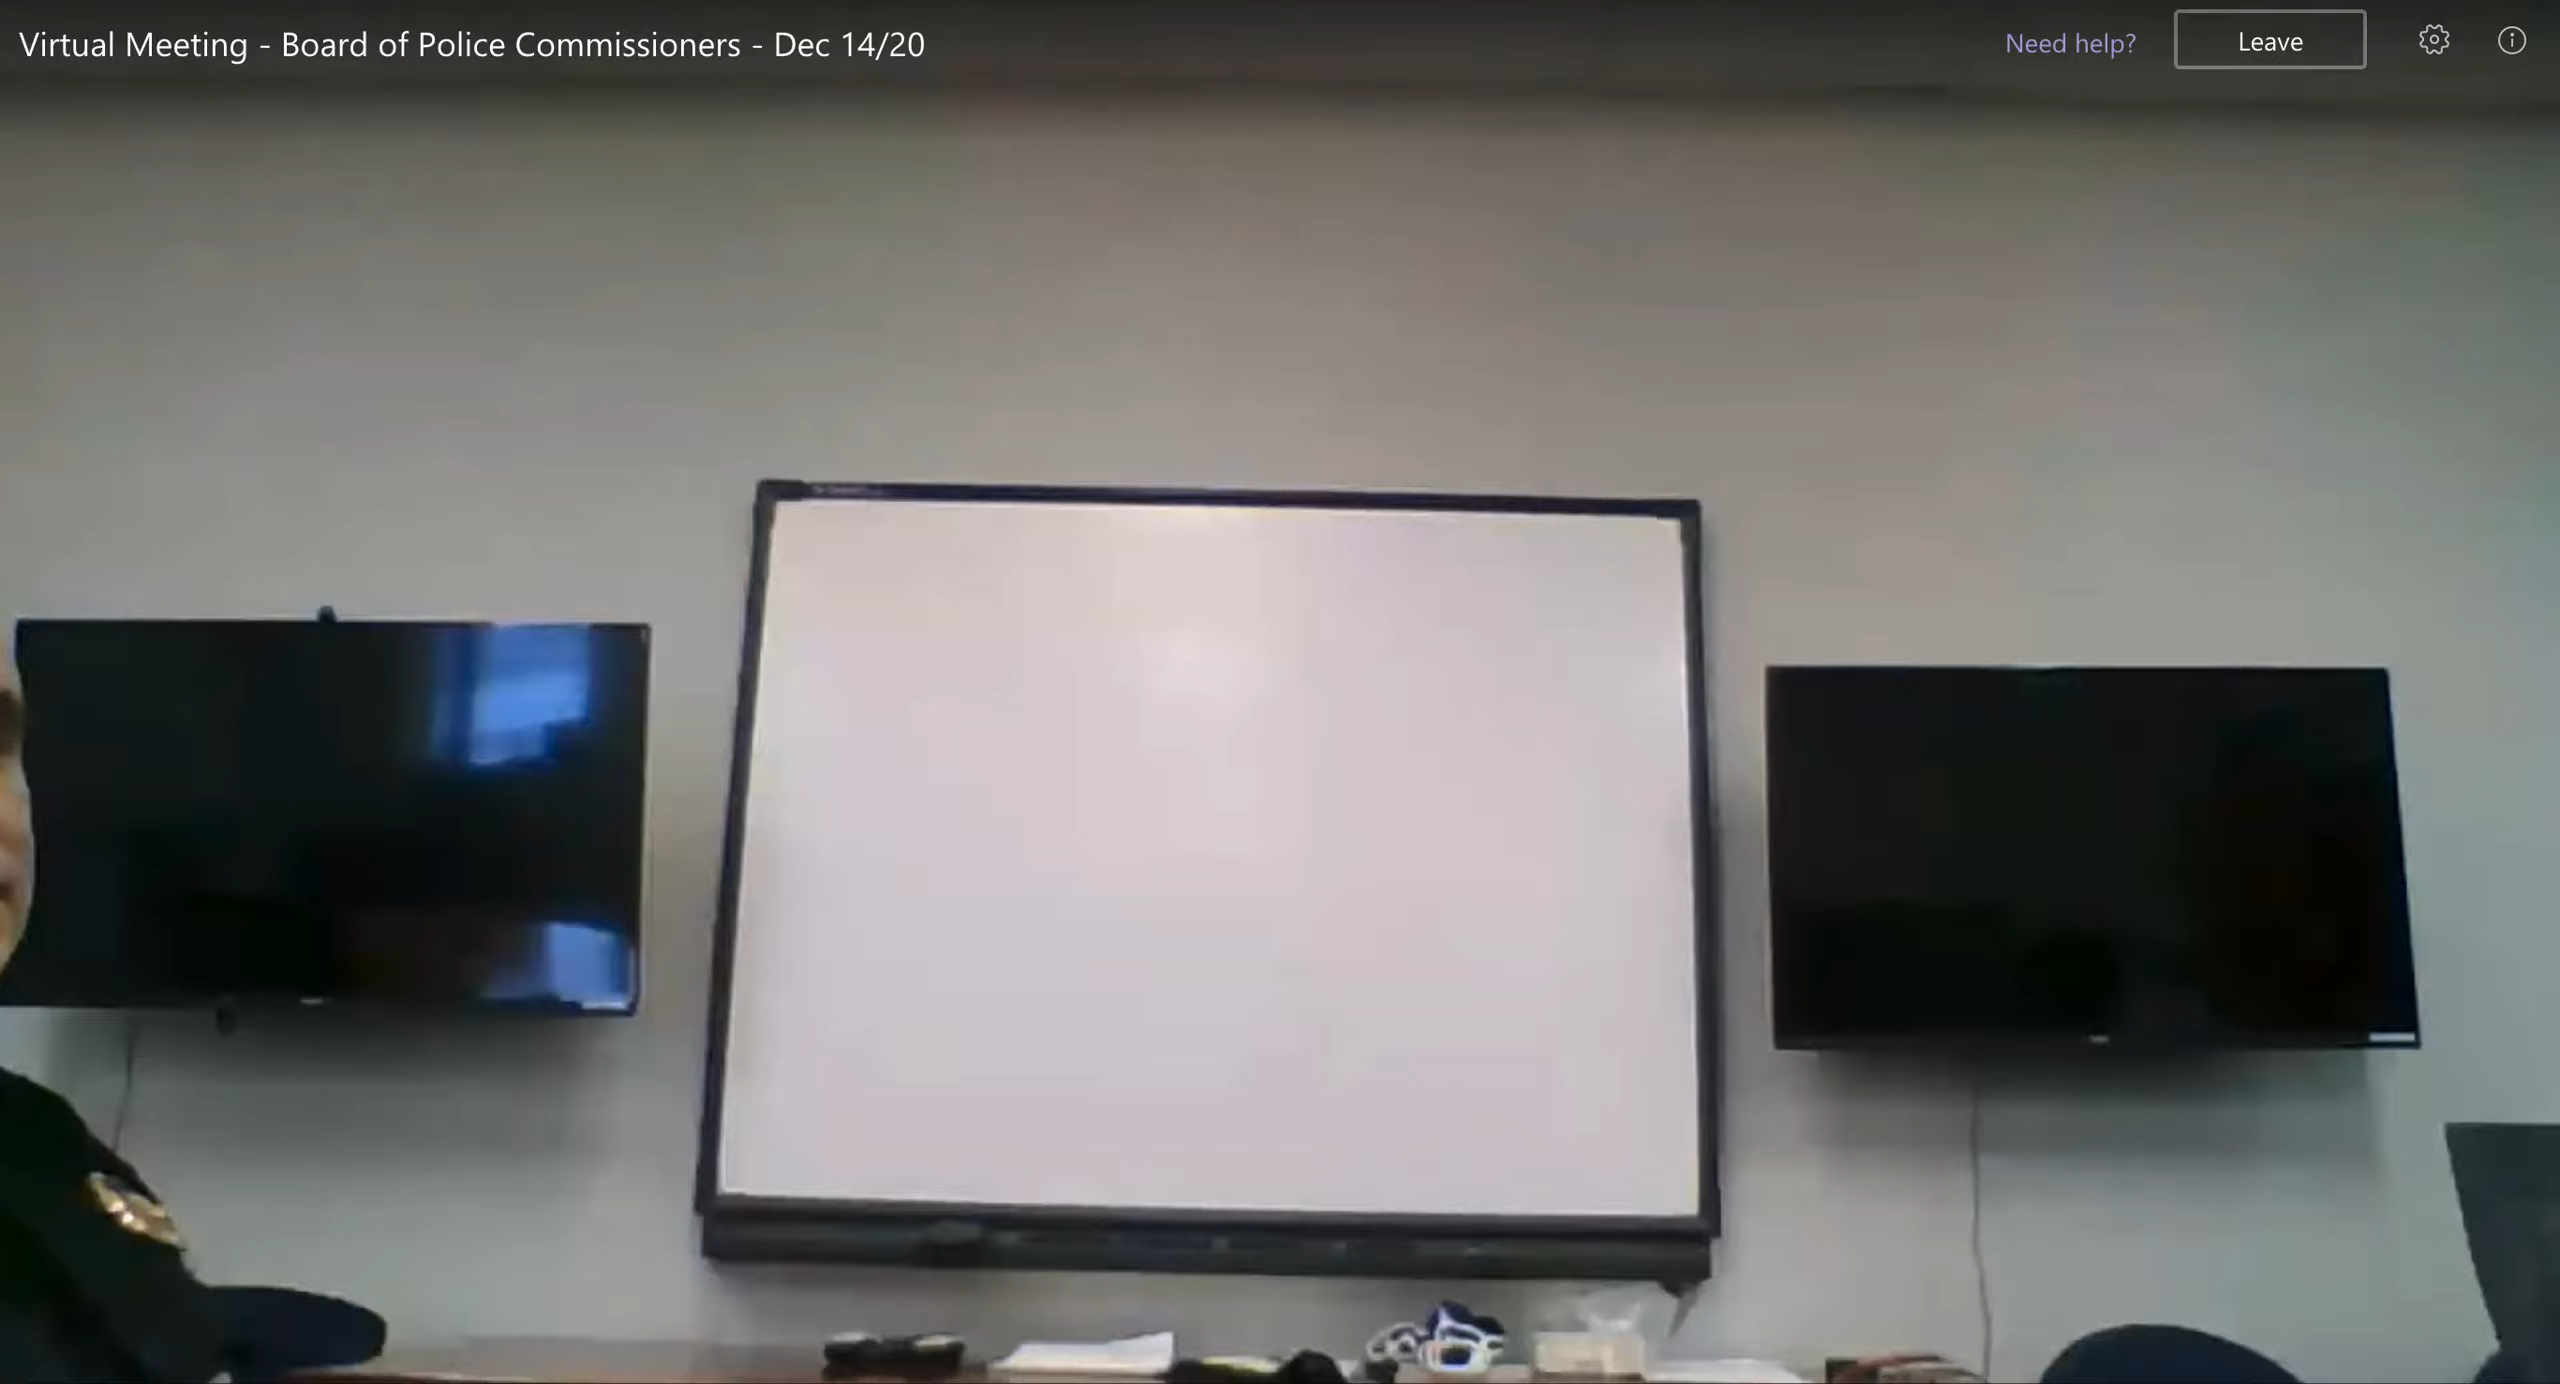 Virtual Meeting - Board of Police Commissioners - Dec 14/20
Need help?
Leave